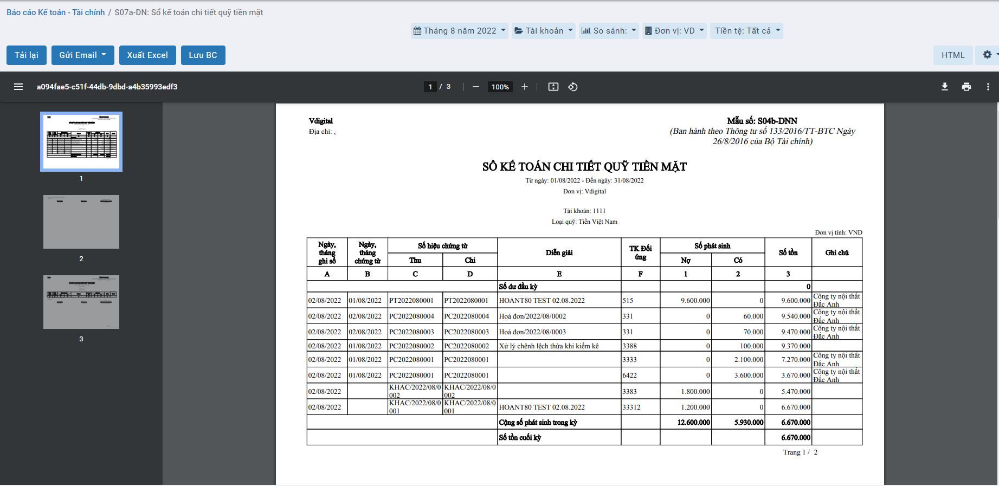 Báo cáo Kế toán - Tài chính / S07a-DN: Sổ kế toán chi tiết quỹ tiền mặt
Tháng 8 năm 2022 Tài khoản So sánh: Đơn vị: VD Tiền tệ: Tất cả
Tải lại Gửi Email Xuất Excel Lưu BC HTML
a094fae5-c51f-44db-9dbd-a4b35993edf3 1 / 3 100%
1
2
3
Vdigital
Địa chỉ: ,
Mẫu số: S04b-DNN
(Ban hành theo Thông tư số 133/2016/TT-BTC Ngày
26/8/2016 của Bộ Tài chính)
SỔ KẾ TOÁN CHI TIẾT QUỸ TIỀN MẶT
Từ ngày: 01/08/2022 - Đến ngày: 31/08/2022
Đơn vị: Vdigital
Tài khoản: 1111
Loại quỹ: Tiền Việt Nam
Đơn vị tính: VND
Ngày, tháng ghi sổ Ngày, tháng chứng từ Số hiệu chứng từ Diễn giải TK Đối ứng Số phát sinh Số tồn Ghi chú
Thu Chi Nợ Có
A B C D E F 1 2 3
Số dư đầu kỳ 0
02/08/2022 01/08/2022 PT2022080001 PT2022080001 HOANT80 TEST 02.08.2022 515 9.600.000 0 9.600.000 Công ty nội thất Đắc Anh
02/08/2022 02/08/2022 PC2022080004 PC2022080004 Hoá đơn/2022/08/0002 331 0 60.000 9.540.000 Công ty nội thất Đắc Anh
02/08/2022 02/08/2022 PC2022080003 PC2022080003 Hoá đơn/2022/08/0003 331 0 70.000 9.470.000 Công ty nội thất Đắc Anh
02/08/2022 01/08/2022 PC2022080002 PC2022080002 Xử lý chênh lệch thừa khi kiểm kê 3388 0 100.000 9.370.000
02/08/2022 01/08/2022 PC2022080001 PC2022080001 3333 0 2.100.000 7.270.000 Công ty nội thất Đắc Anh
02/08/2022 01/08/2022 PC2022080001 PC2022080001 6422 0 3.600.000 3.670.000 Công ty nội thất Đắc Anh
02/08/2022 KHAC/2022/08/0002 KHAC/2022/08/0002 3383 1.800.000 0 5.470.000
02/08/2022 KHAC/2022/08/0001 KHAC/2022/08/0001 HOANT80 TEST 02.08.2022 33312 1.200.000 0 6.670.000
Cộng số phát sinh trong kỳ 12.600.000 5.930.000 6.670.000
Số tồn cuối kỳ 6.670.000
Trang 1 / 2